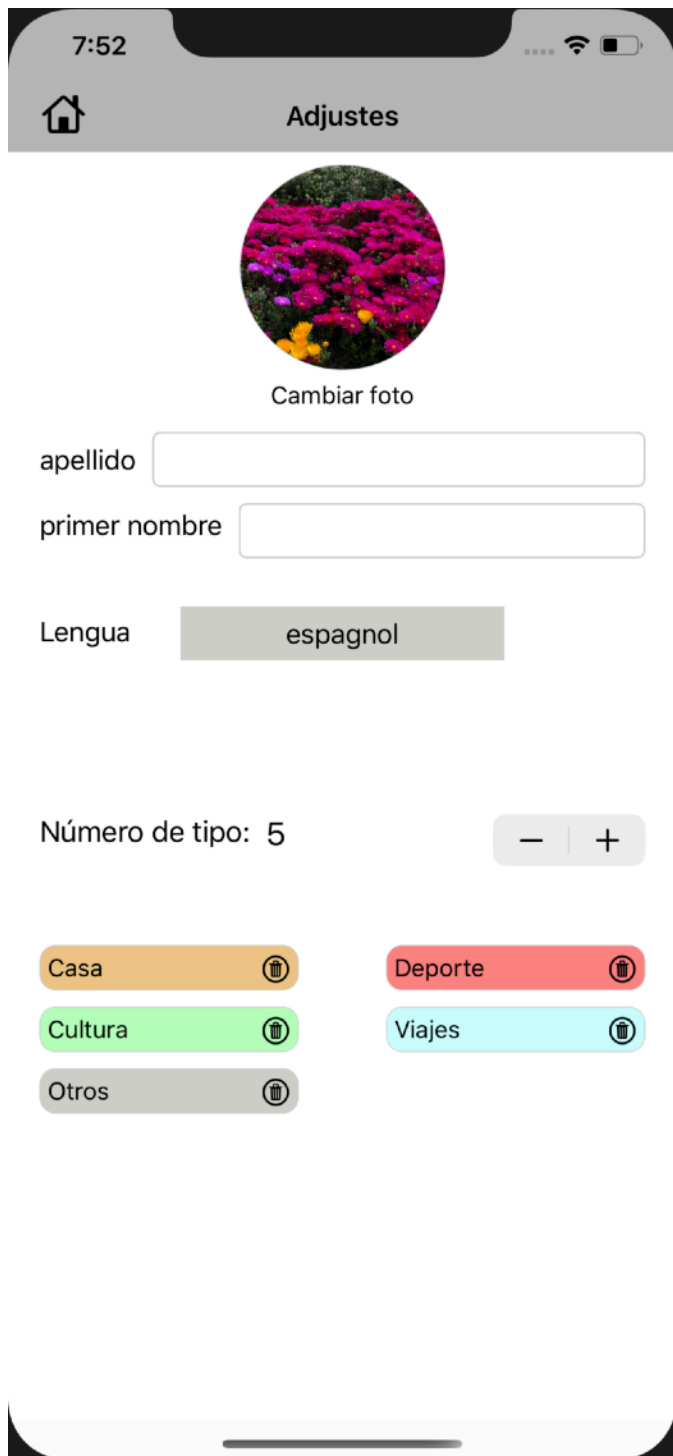 7:52
Adjustes
Cambiar foto
apellido
primer nombre
Lengua espagnol
Número de tipo: 5
Casa Deporte
Cultura Viajes
Otros